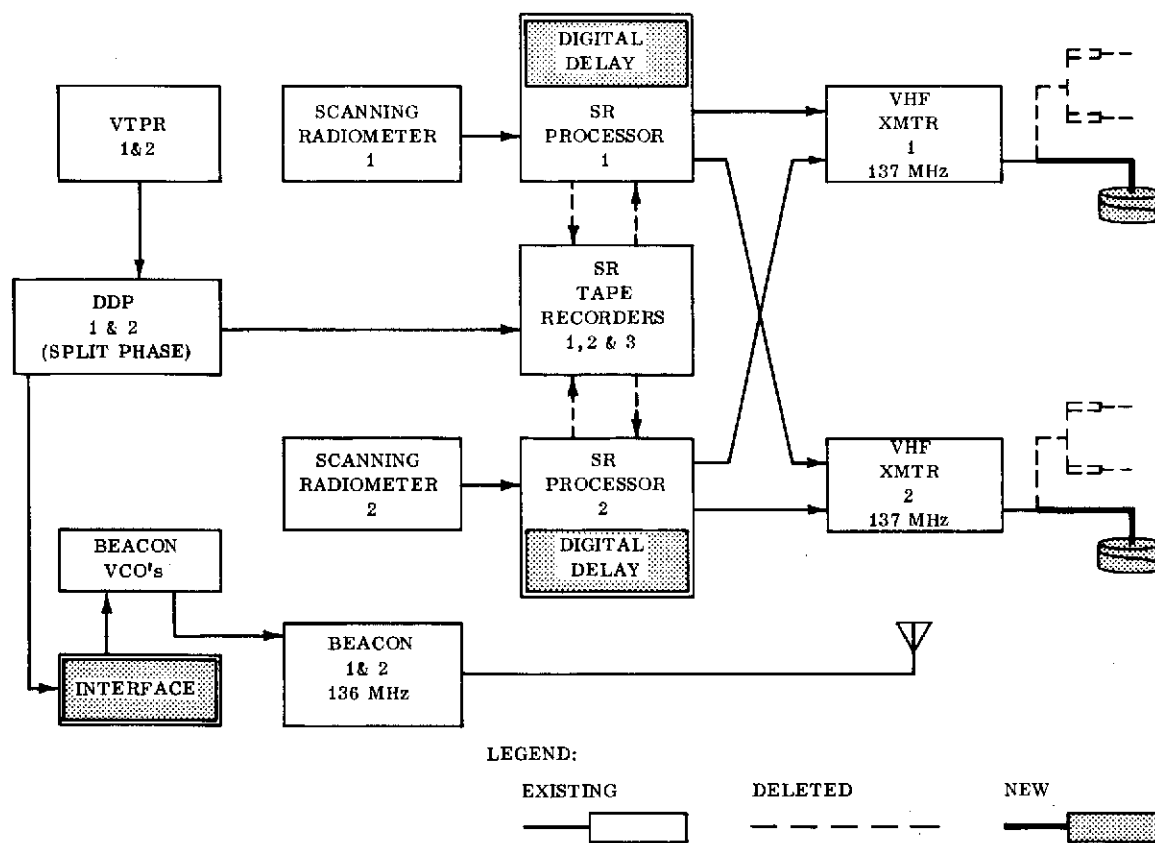 DIGITAL
DELAY
VTPR
1&2
SCANNING
RADIOMETER
1
SR
PROCESSOR
1
VHF
XMTR
1
137 MHz
DDP
1 & 2
(SPLIT PHASE)
SR
TAPE
RECORDERS
1, 2 & 3
SCANNING
RADIOMETER
2
SR
PROCESSOR
2
DIGITAL
DELAY
VHF
XMTR
2
137 MHz
BEACON
VCO's
INTERFACE
BEACON
1& 2
136 MHz
LEGEND:
EXISTING
DELETED
NEW